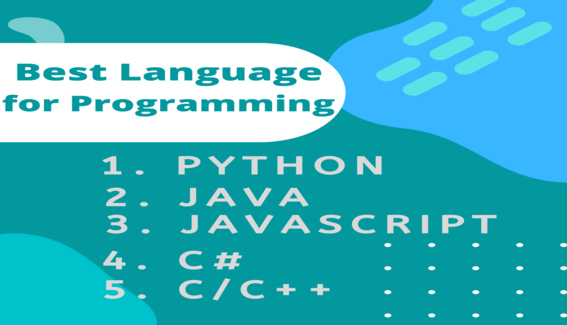 Best Language
for Programming
1. PYTHON
2. JAVA
3. JAVASCRIPT
4. C#
5. C/C++